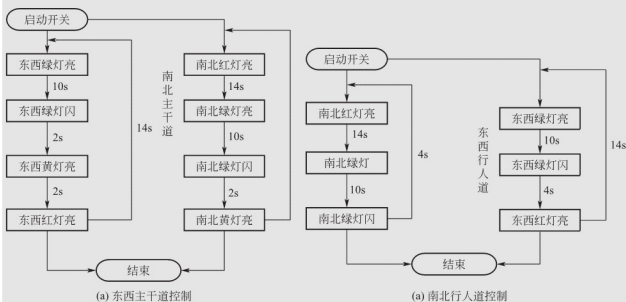 启动开关
东西绿灯亮
10s
东西绿灯闪
2s
东西黄灯亮
2s
东西红灯亮
14s
南北主干道
南北红灯亮
14s
南北绿灯亮
10s
南北绿灯闪
2s
南北黄灯亮
结束
(a) 东西主干道控制
启动开关
南北红灯亮
14s
南北绿灯
10s
南北绿灯闪
4s
东西行人道
东西绿灯亮
10s
东西绿灯闪
4s
东西红灯亮
14s
结束
(a) 南北行人道控制